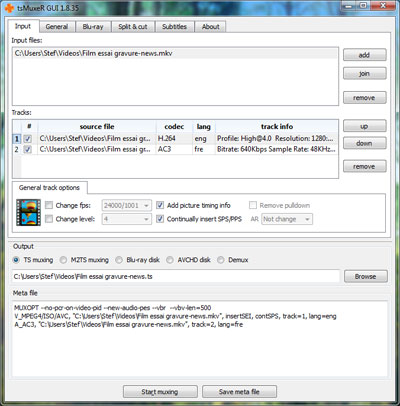 tsMuxeR GUI 1.8.35
Input General Blu-ray Split & cut Subtitles About
Input files:
C:\Users\Stef\Videos\Film essai gravure-news.mkv
add
join
remove
Tracks:
# source file codec lang track info
1 C:\Users\Stef\Videos\Film essai gr... H.264 eng Profile: High@4.0 Resolution: 1280:...
2 C:\Users\Stef\Videos\Film essai gr... AC3 fre Bitrate: 640Kbps Sample Rate: 48KHz...
up
down
remove
General track options
Change fps: 24000/1001 Add picture timing info Remove pulldown
Change level: 4 Continually insert SPS/PPS AR Not change
Output
TS muxing M2TS muxing Blu-ray disk AVCHD disk Demux
C:\Users\Stef\Videos\Film essai gravure-news.ts Browse
Meta file
MUXOPT --no-pcr-on-video-pid --new-audio-pes --vbr --vbv-len=500
V_MPEG4/ISO/AVC, "C:\Users\Stef\Videos\Film essai gravure-news.mkv", insertSEI, contSPS, track=1, lang=eng
A_AC3, "C:\Users\Stef\Videos\Film essai gravure-news.mkv", track=2, lang=fre
Start muxing Save meta file